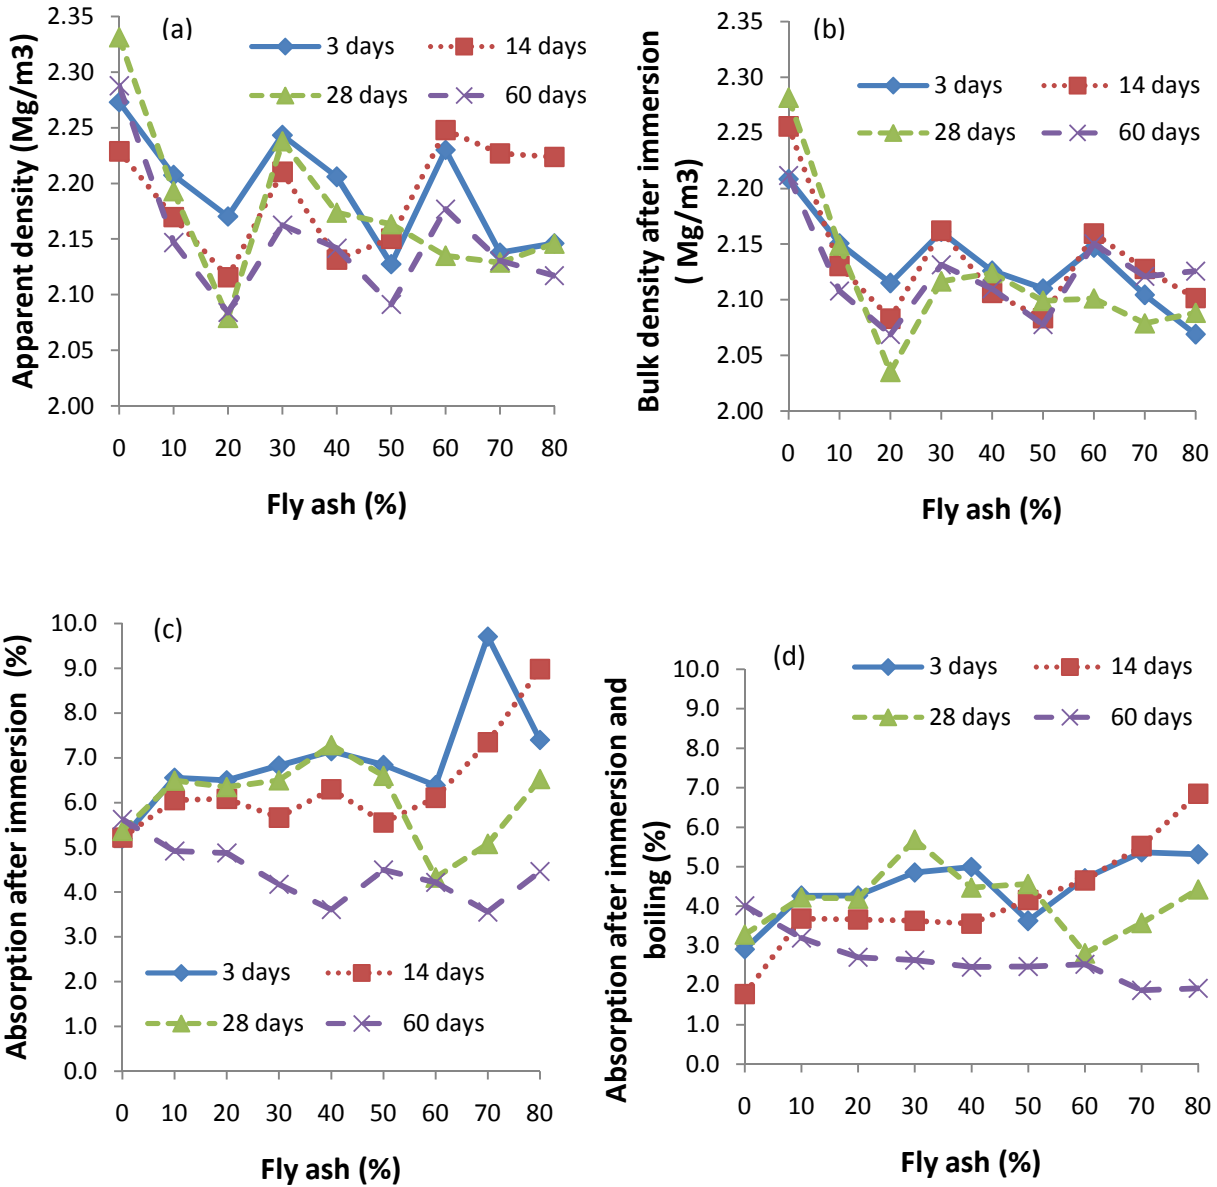 (a)
3 days
14 days
28 days
60 days
Apparent density (Mg/m3)
2.35
2.30
2.25
2.20
2.15
2.10
2.05
2.00
0 10 20 30 40 50 60 70 80
Fly ash (%)
(b)
3 days
14 days
28 days
60 days
Bulk density after immersion
( Mg/m3)
2.35
2.30
2.25
2.20
2.15
2.10
2.05
2.00
0 10 20 30 40 50 60 70 80
Fly ash (%)
(c)
Absorption after immersion (%)
10.0
9.0
8.0
7.0
6.0
5.0
4.0
3.0
2.0
1.0
0.0
3 days
14 days
28 days
60 days
0 10 20 30 40 50 60 70 80
Fly ash (%)
(d)
3 days
14 days
28 days
60 days
Absorption after immersion and
boiling (%)
10.0
9.0
8.0
7.0
6.0
5.0
4.0
3.0
2.0
1.0
0.0
0 10 20 30 40 50 60 70 80
Fly ash (%)